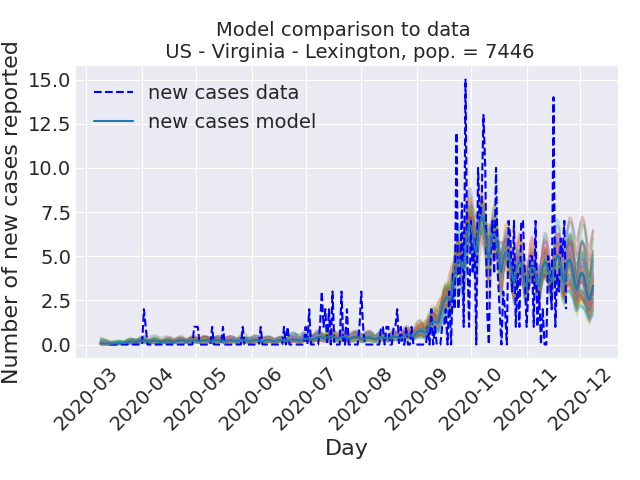 Model comparison to data
US - Virginia - Lexington, pop. = 7446
Number of new cases reported
15.0
12.5
10.0
7.5
5.0
2.5
0.0
new cases data
new cases model
2020-03
2020-04
2020-05
2020-06
2020-07
2020-08
2020-09
2020-10
2020-11
2020-12
Day